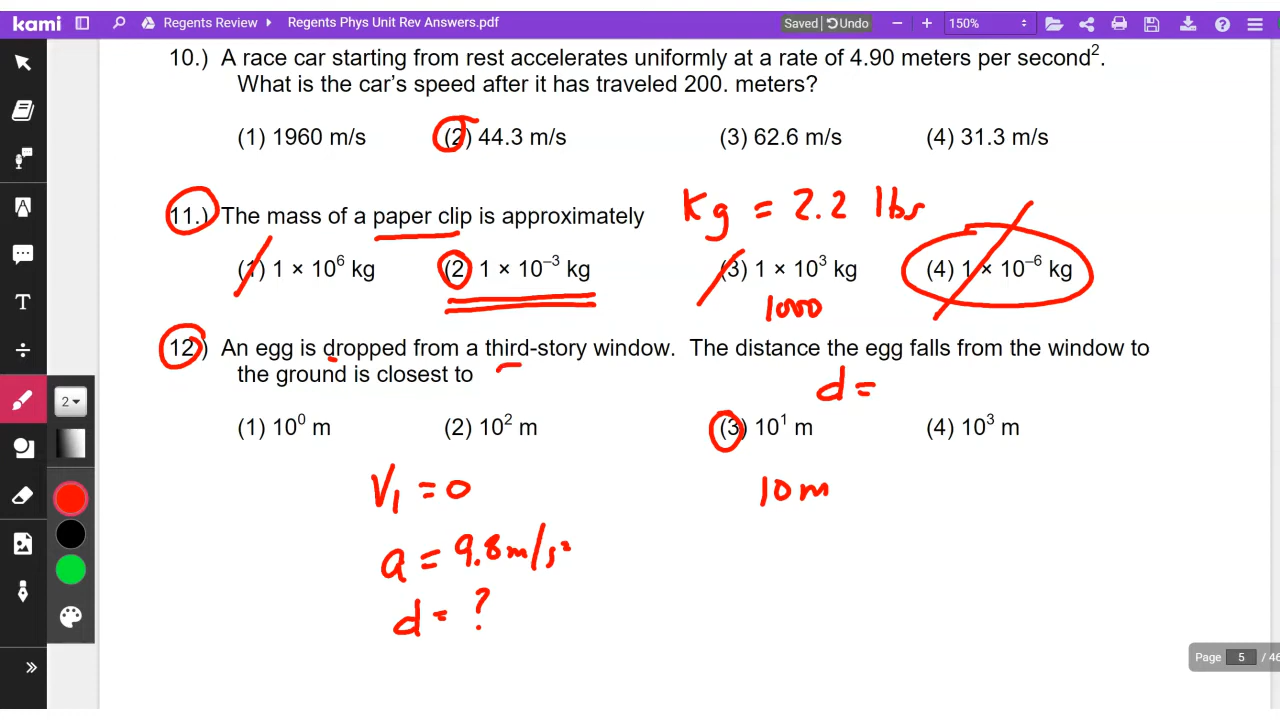 kami Regents Review Regents Phys Unit Rev Answers.pdf Saved Undo 150%
10.) A race car starting from rest accelerates uniformly at a rate of 4.90 meters per second².
What is the car's speed after it has traveled 200. meters?
(1) 1960 m/s (2) 44.3 m/s (3) 62.6 m/s (4) 31.3 m/s
Kg = 2.2 lbs
11.) The mass of a paper clip is approximately
(1) 1 × 10⁶ kg (2) 1 × 10⁻³ kg (3) 1 × 10³ kg (4) 1 × 10⁻⁶ kg
1000
12.) An egg is dropped from a third-story window. The distance the egg falls from the window to
the ground is closest to
d =
(1) 10⁰ m (2) 10² m (3) 10¹ m (4) 10³ m
V₁ = 0
10 m
a = 9.8 m/s²
d = ?
2
Page 5 / 46